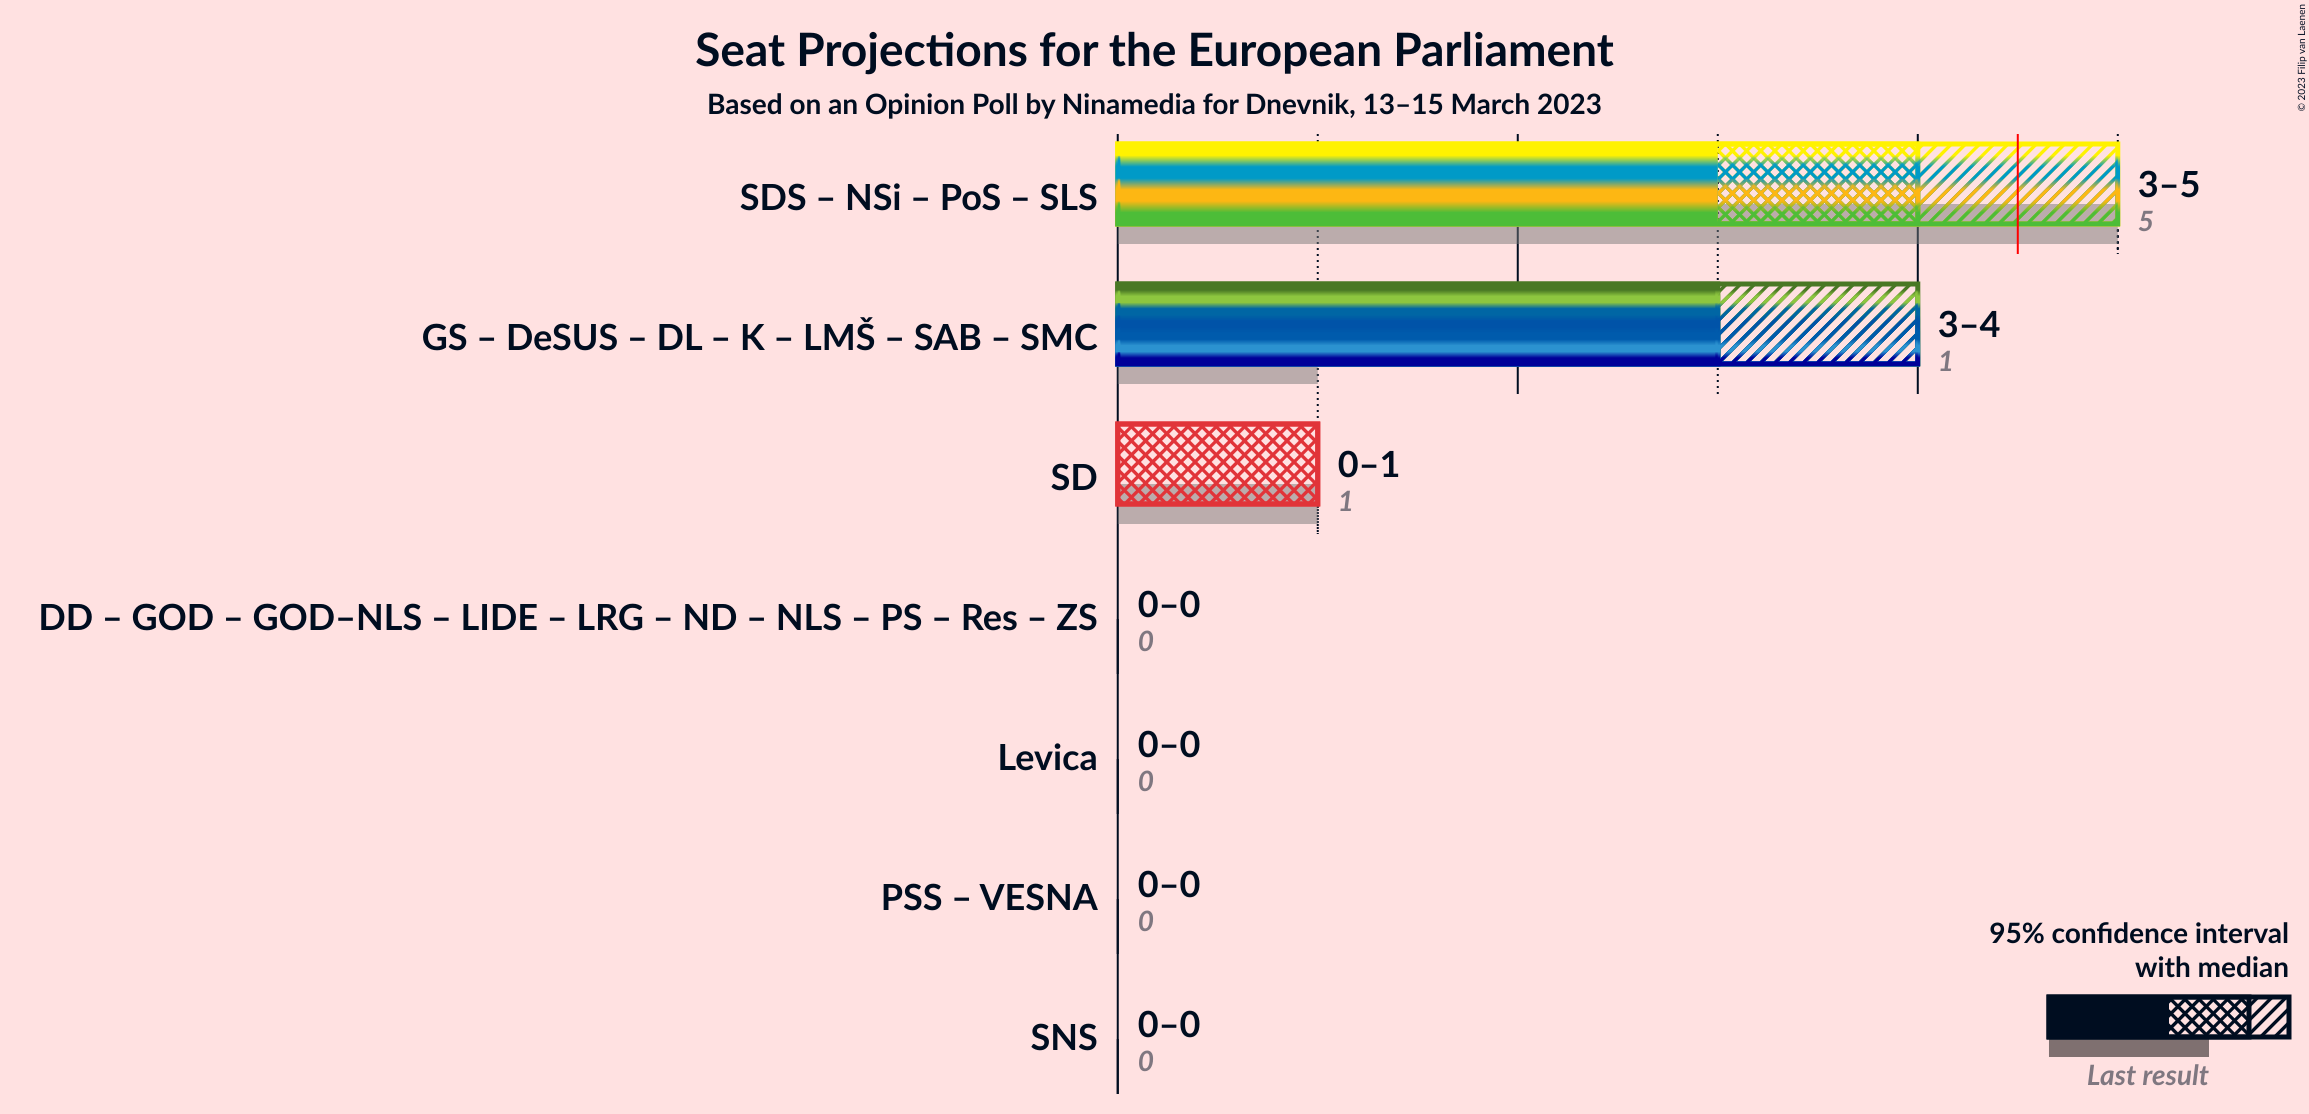 Seat Projections for the European Parliament
Based on an Opinion Poll by Ninamedia for Dnevnik, 13–15 March 2023
© 2023 Filip van Laenen
SDS – NSi – PoS – SLS
3–5
5
GS – DeSUS – DL – K – LMŠ – SAB – SMC
3–4
1
SD
0–1
1
DD – GOD – GOD–NLS – LIDE – LRG – ND – NLS – PS – Res – ZS
0–0
0
Levica
0–0
0
PSS – VESNA
0–0
0
SNS
0–0
0
95% confidence interval
with median
Last result